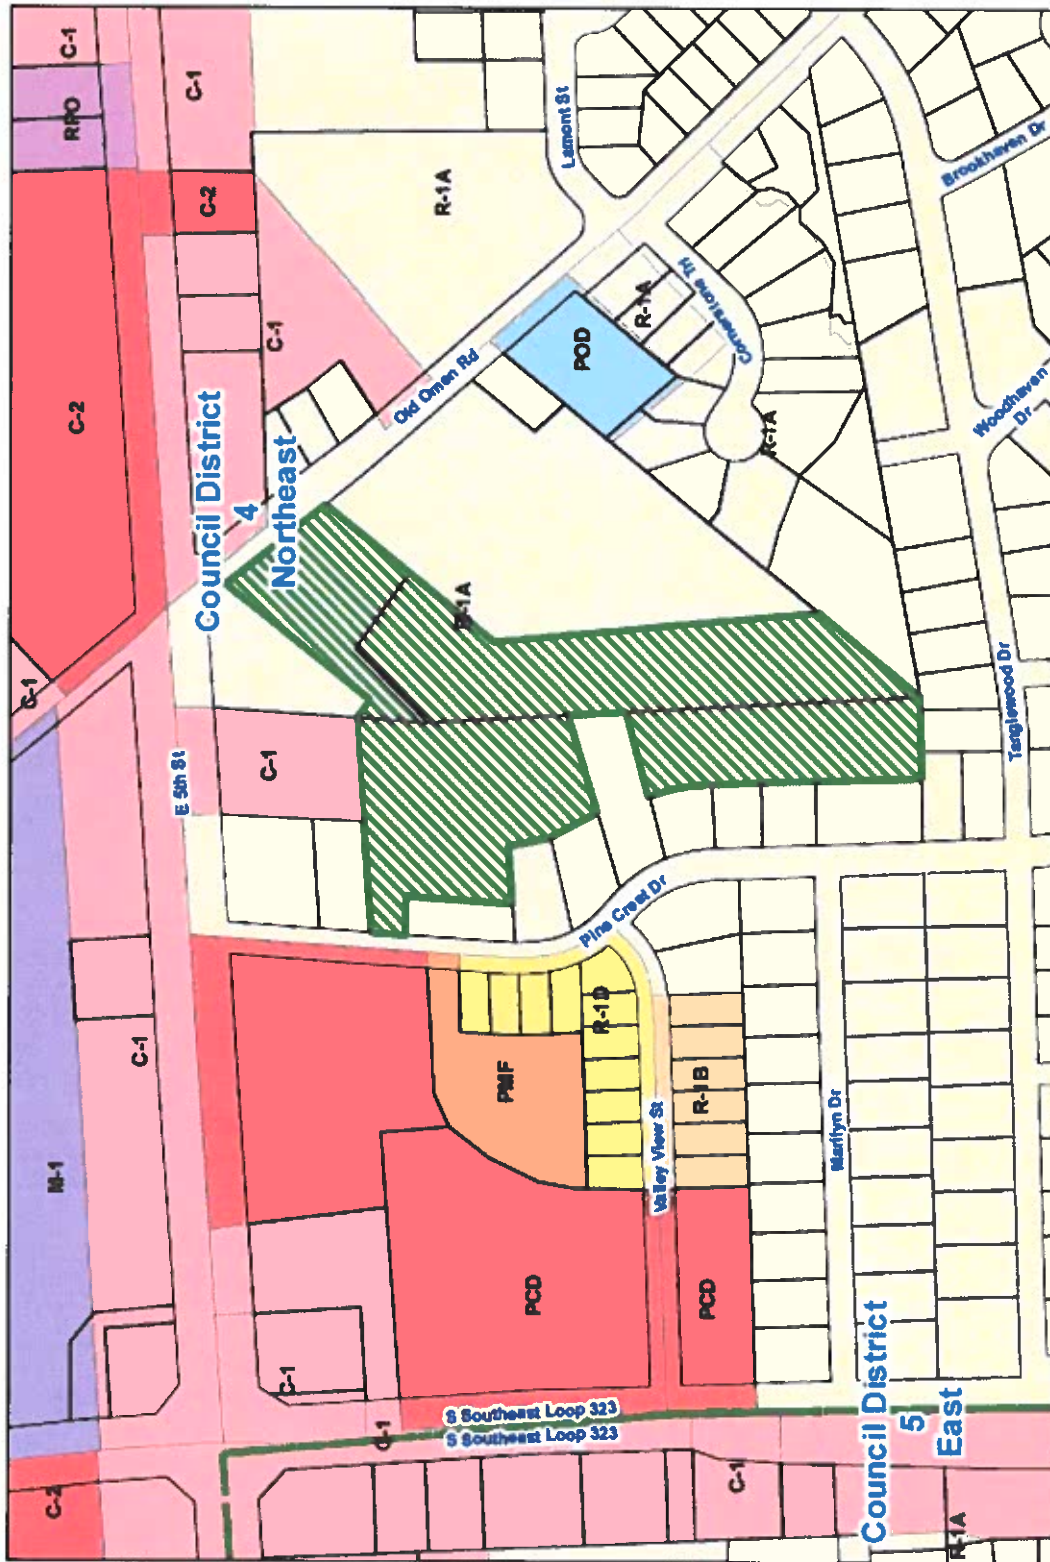 C-1
RPO
C-1
C-2
C-2
R-1A
Lamont St
Brookhaven Dr
C-1
Old Omen Rd
POD
R-1A
Cornerstone Trl
R-1A
Woodhaven
Dr
Council District
4
Northeast
R-1A
C-1
E 5th St
C-1
Tanglewood Dr
Pine Crest Dr
M-1
C-1
PMF
R-1D
R-1B
Valley View St
Marilyn Dr
PCD
PCD
C-1
C-1
S Southeast Loop 323
S Southeast Loop 323
C-2
C-1
Council District
5
East
R-1A